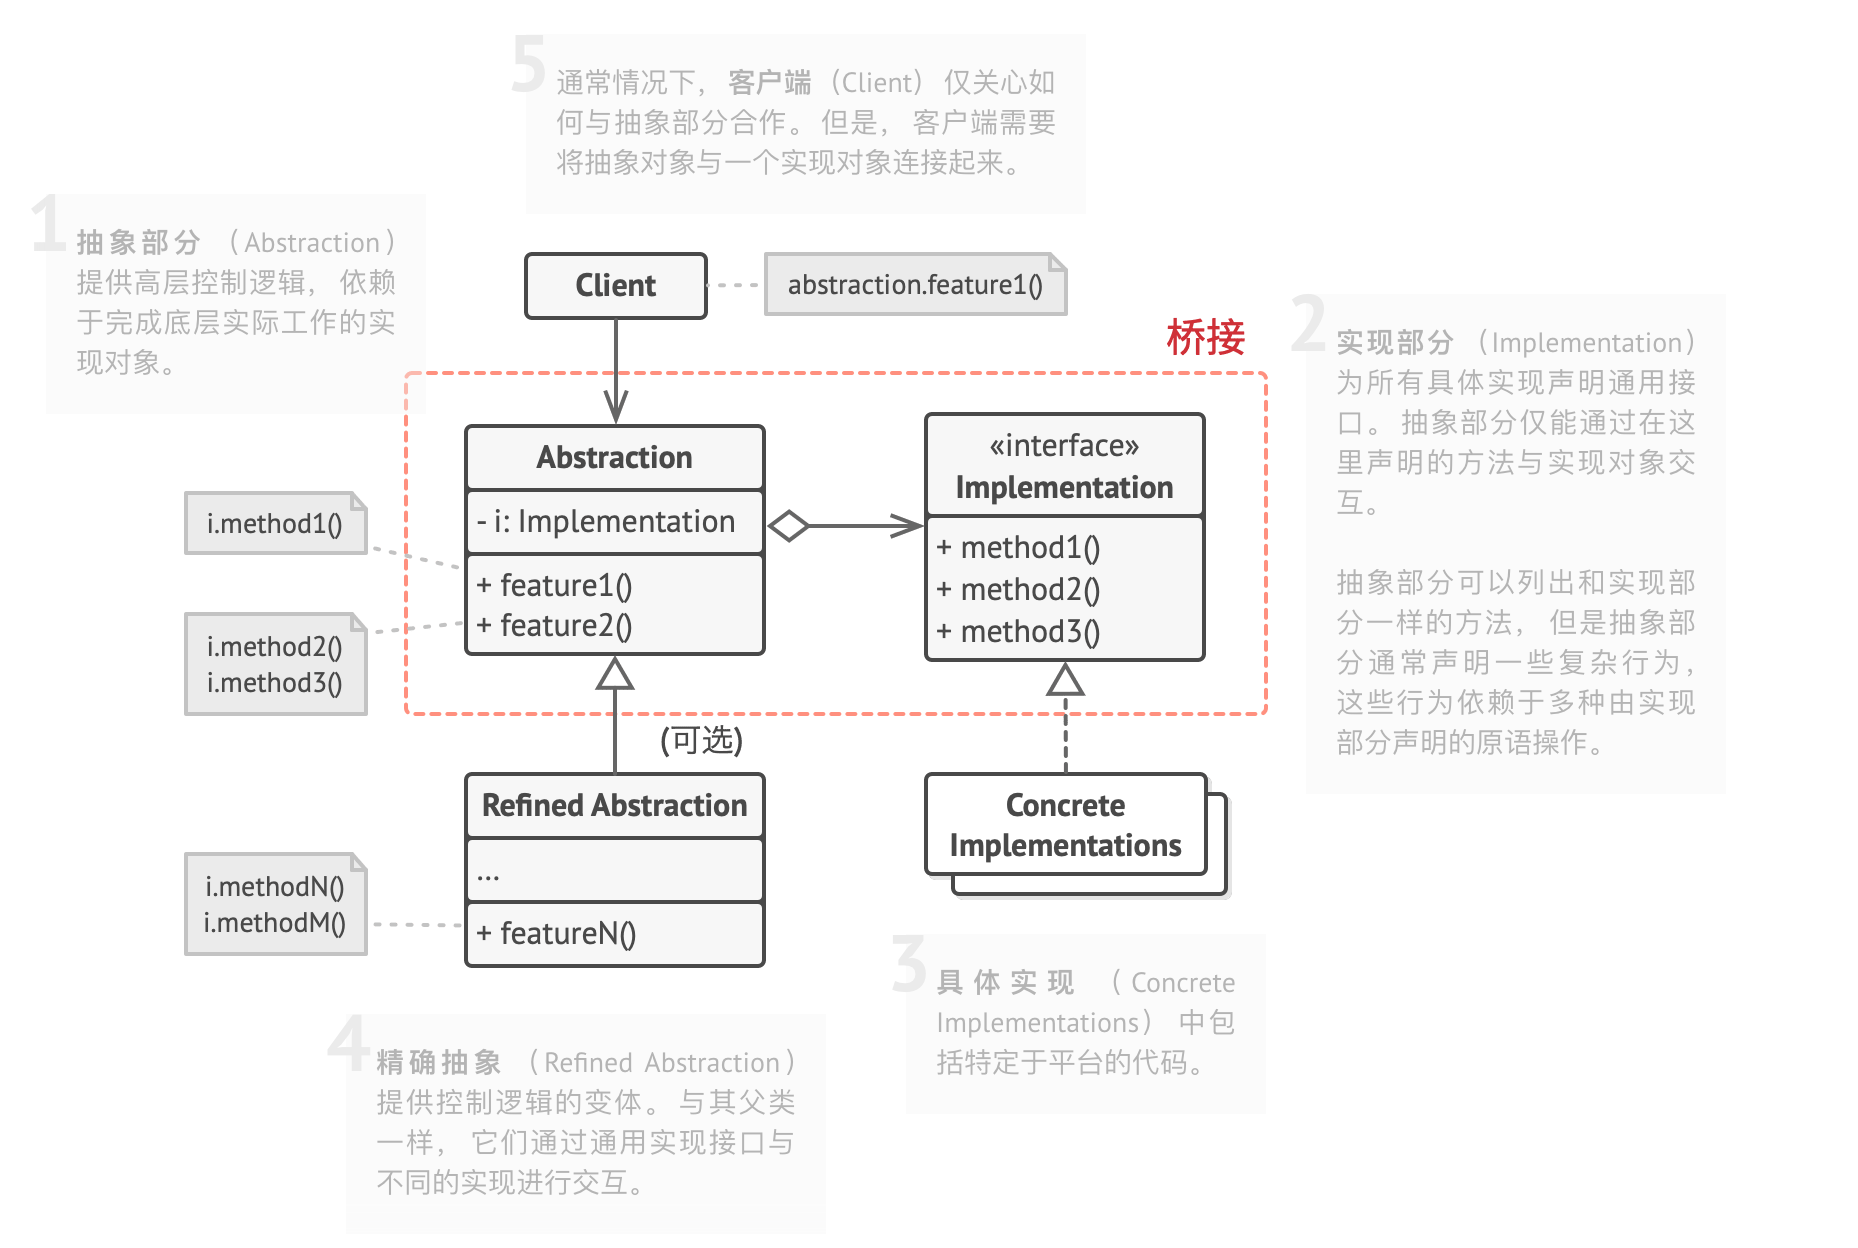 5
通常情况下， 客户端 （Client） 仅关心如
何与抽象部分合作。 但是， 客户端需要
将抽象对象与一个实现对象连接起来。
1
抽象部分 （Abstraction）
提供高层控制逻辑， 依赖
于完成底层实际工作的实
现对象。
Client
abstraction.feature1()
桥接
2
实现部分 （Implementation）
为所有具体实现声明通用接
口。 抽象部分仅能通过在这
里声明的方法与实现对象交
互。
抽象部分可以列出和实现部
分一样的方法， 但是抽象部
分通常声明一些复杂行为，
这些行为依赖于多种由实现
部分声明的原语操作。
Abstraction
- i: Implementation
+ feature1()
+ feature2()
«interface»
Implementation
+ method1()
+ method2()
+ method3()
i.method1()
i.method2()
i.method3()
(可选)
Refined Abstraction
...
+ featureN()
Concrete
Implementations
i.methodN()
i.methodM()
3
具体实现 （Concrete
Implementations） 中包
括特定于平台的代码。
4
精确抽象 （Refined Abstraction）
提供控制逻辑的变体。 与其父类
一样， 它们通过通用实现接口与
不同的实现进行交互。